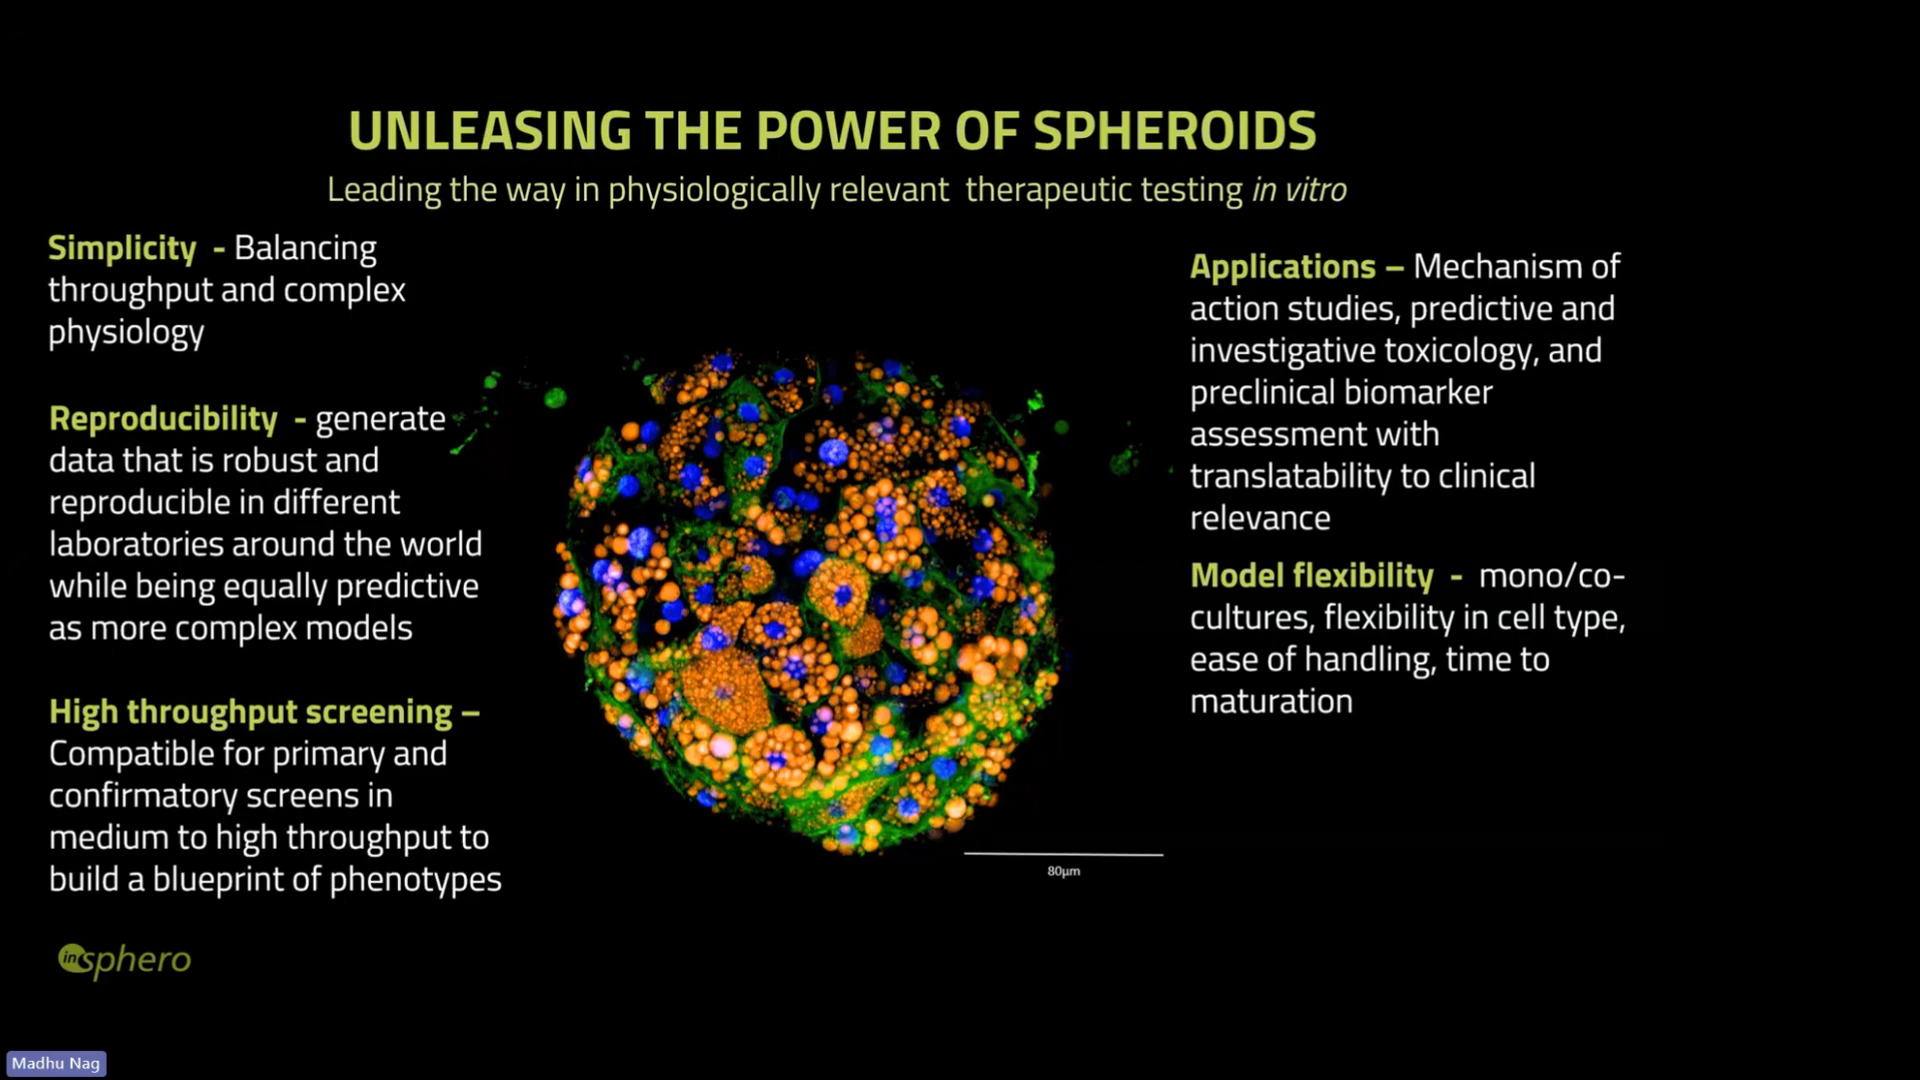 UNLEASING THE POWER OF SPHEROIDS
Leading the way in physiologically relevant  therapeutic testing in vitro
Simplicity  - Balancing
throughput and complex
physiology
Reproducibility  - generate
data that is robust and
reproducible in different
laboratories around the world
while being equally predictive
as more complex models
High throughput screening –
Compatible for primary and
confirmatory screens in
medium to high throughput to
build a blueprint of phenotypes
Applications – Mechanism of
action studies, predictive and
investigative toxicology, and
preclinical biomarker
assessment with
translatability to clinical
relevance
Model flexibility  -  mono/co-
cultures, flexibility in cell type,
ease of handling, time to
maturation
80µm
insphero
Madhu Nag